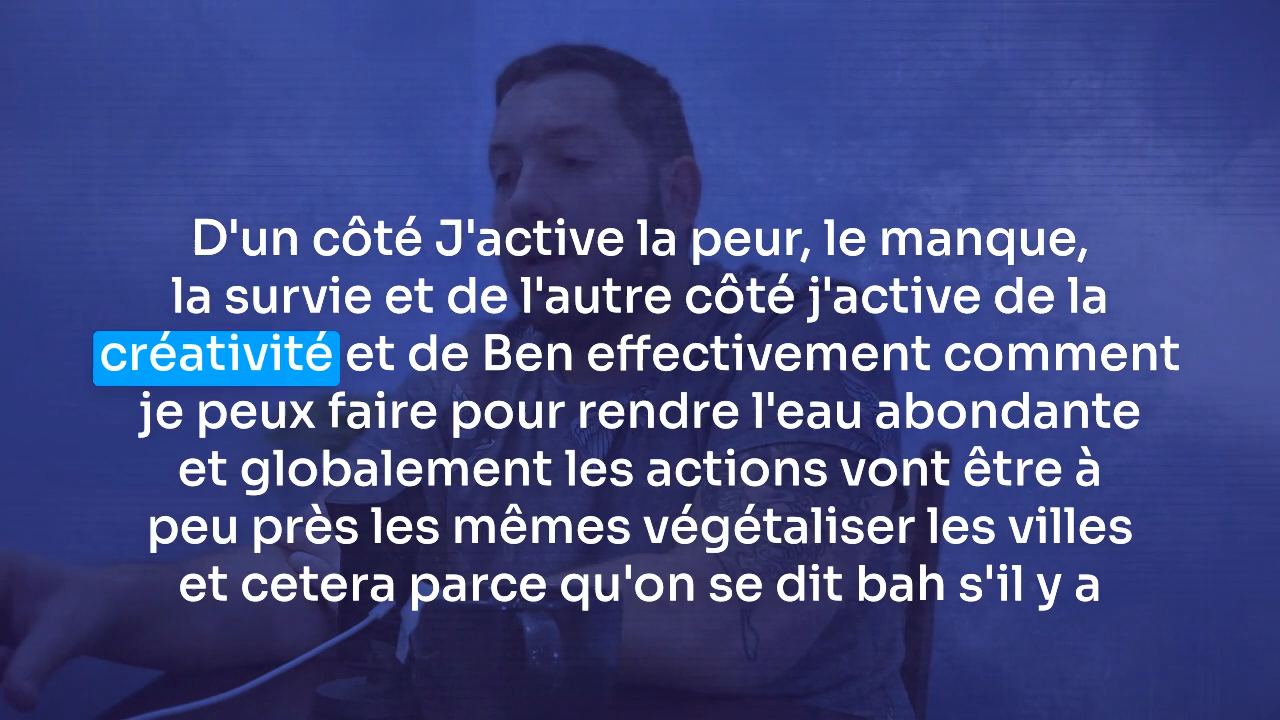 D'un côté J'active la peur, le manque,
la survie et de l'autre côté j'active de la
créativité et de Ben effectivement comment
je peux faire pour rendre l'eau abondante
et globalement les actions vont être à
peu près les mêmes végétaliser les villes
et cetera parce qu'on se dit bah s'il y a